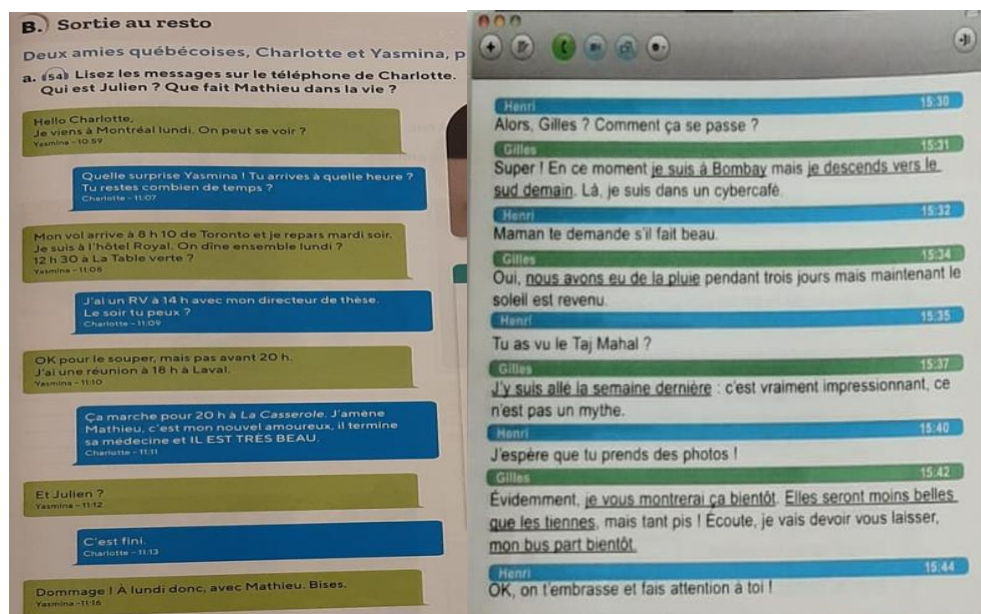 B. Sortie au resto
Deux amies québécoises, Charlotte et Yasmina, p
a. (54) Lisez les messages sur le téléphone de Charlotte.
Qui est Julien ? Que fait Mathieu dans la vie ?
Hello Charlotte,
Je viens à Montréal lundi. On peut se voir ?
Yasmina – 10:59
Quelle surprise Yasmina ! Tu arrives à quelle heure ?
Tu restes combien de temps ?
Charlotte – 11:07
Mon vol arrive à 8 h 10 de Toronto et je repars mardi soir.
Je suis à l'hôtel Royal. On dîne ensemble lundi ?
12 h 30 à La Table verte ?
Yasmina – 11:08
J'ai un RV à 14 h avec mon directeur de thèse.
Le soir tu peux ?
Charlotte – 11:09
OK pour le souper, mais pas avant 20 h.
J'ai une réunion à 18 h à Laval.
Yasmina – 11:10
Ça marche pour 20 h à La Casserole. J'amène
Mathieu, c'est mon nouvel amoureux, il termine
sa médecine et IL EST TRÈS BEAU.
Charlotte – 11:11
Et Julien ?
Yasmina – 11:12
C'est fini.
Charlotte – 11:13
Dommage ! À lundi donc, avec Mathieu. Bises.
Yasmina – 11:16
Henri 15:30
Alors, Gilles ? Comment ça se passe ?
Gilles 15:31
Super ! En ce moment je suis à Bombay mais je descends vers le
sud demain. Là, je suis dans un cybercafé.
Henri 15:32
Maman te demande s'il fait beau.
Gilles 15:34
Oui, nous avons eu de la pluie pendant trois jours mais maintenant le
soleil est revenu.
Henri 15:35
Tu as vu le Taj Mahal ?
Gilles 15:37
J'y suis allé la semaine dernière : c'est vraiment impressionnant, ce
n'est pas un mythe.
Henri 15:40
J'espère que tu prends des photos !
Gilles 15:42
Évidemment, je vous montrerai ça bientôt. Elles seront moins belles
que les tiennes, mais tant pis ! Écoute, je vais devoir vous laisser,
mon bus part bientôt.
Henri 15:44
OK, on t'embrasse et fais attention à toi !